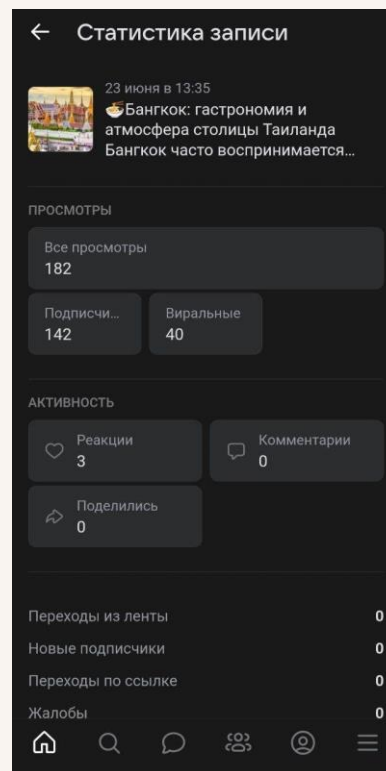 Статистика записи
23 июня в 13:35
🍜Бангкок: гастрономия и
атмосфера столицы Таиланда
Бангкок часто воспринимается...
ПРОСМОТРЫ
Все просмотры
182
Подписчи...
142
Виральные
40
АКТИВНОСТЬ
Реакции
3
Комментарии
0
Поделились
0
Переходы из ленты 0
Новые подписчики 0
Переходы по ссылке 0
Жалобы 0